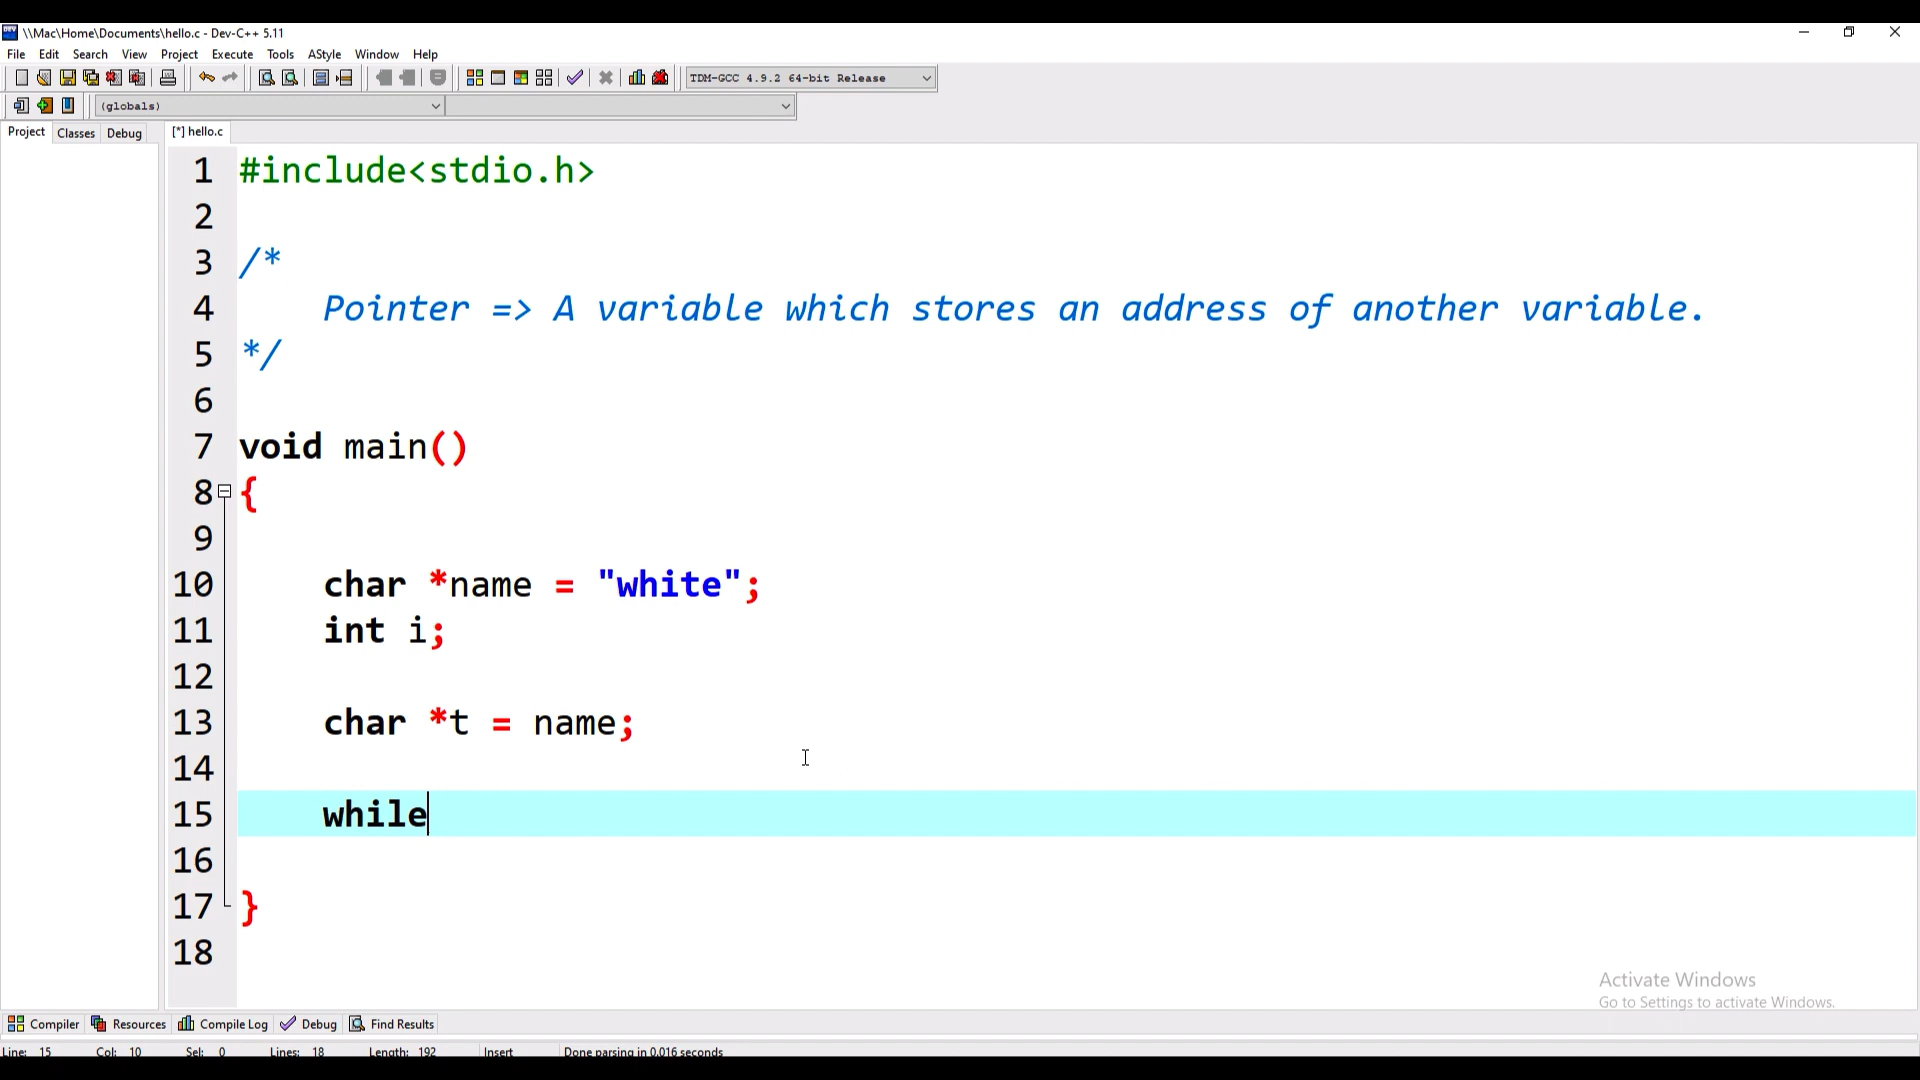 \\Mac\Home\Documents\hello.c - Dev-C++ 5.11
File Edit Search View Project Execute Tools AStyle Window Help
TDM-GCC 4.9.2 64-bit Release
(globals)
Project Classes Debug [*] hello.c
1 #include<stdio.h>
2
3 /*
4 Pointer => A variable which stores an address of another variable.
5 */
6
7 void main()
8 {
9
10 char *name = "white";
11 int i;
12
13 char *t = name;
14
15 while
16
17 }
18
Activate Windows
Go to Settings to activate Windows.
Compiler Resources Compile Log Debug Find Results
Line: 15 Col: 10 Sel: 0 Lines: 18 Length: 192 Insert Done parsing in 0.016 seconds